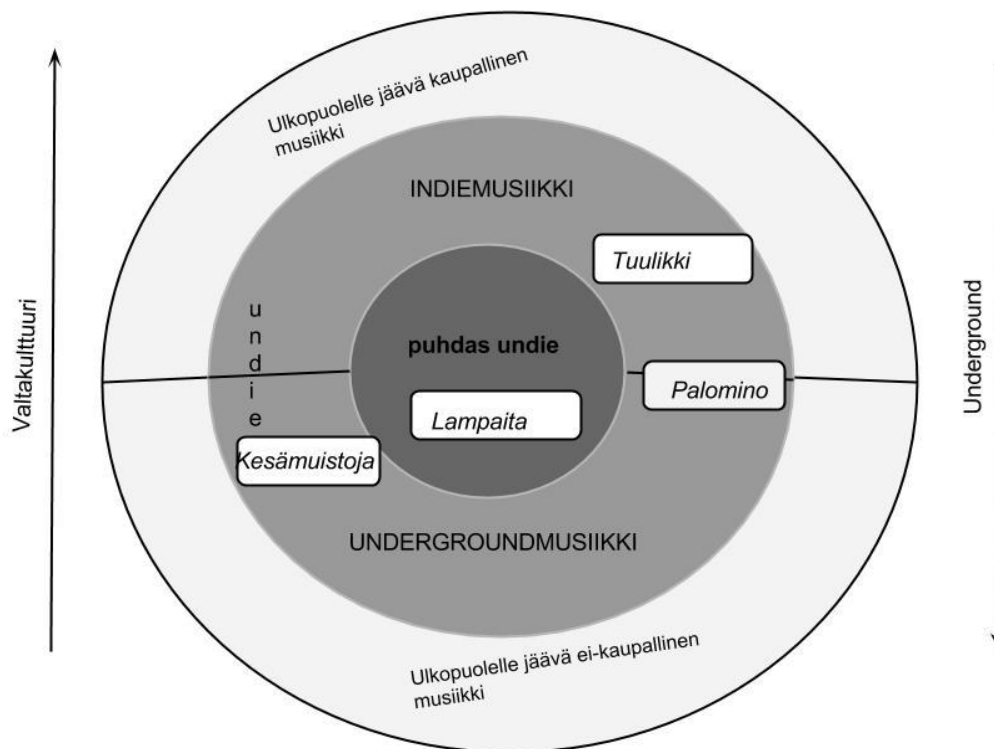 Ulkopuolelle jäävä kaupallinen
musiikki
INDIEMUSIIKKI
Tuulikki
Valtakulttuuri
undie
puhdas undie
Underground
Palomino
Lampaita
Kesämuistoja
UNDERGROUNDMUSIIKKI
Ulkopuolelle jäävä ei-kaupallinen
musiikki